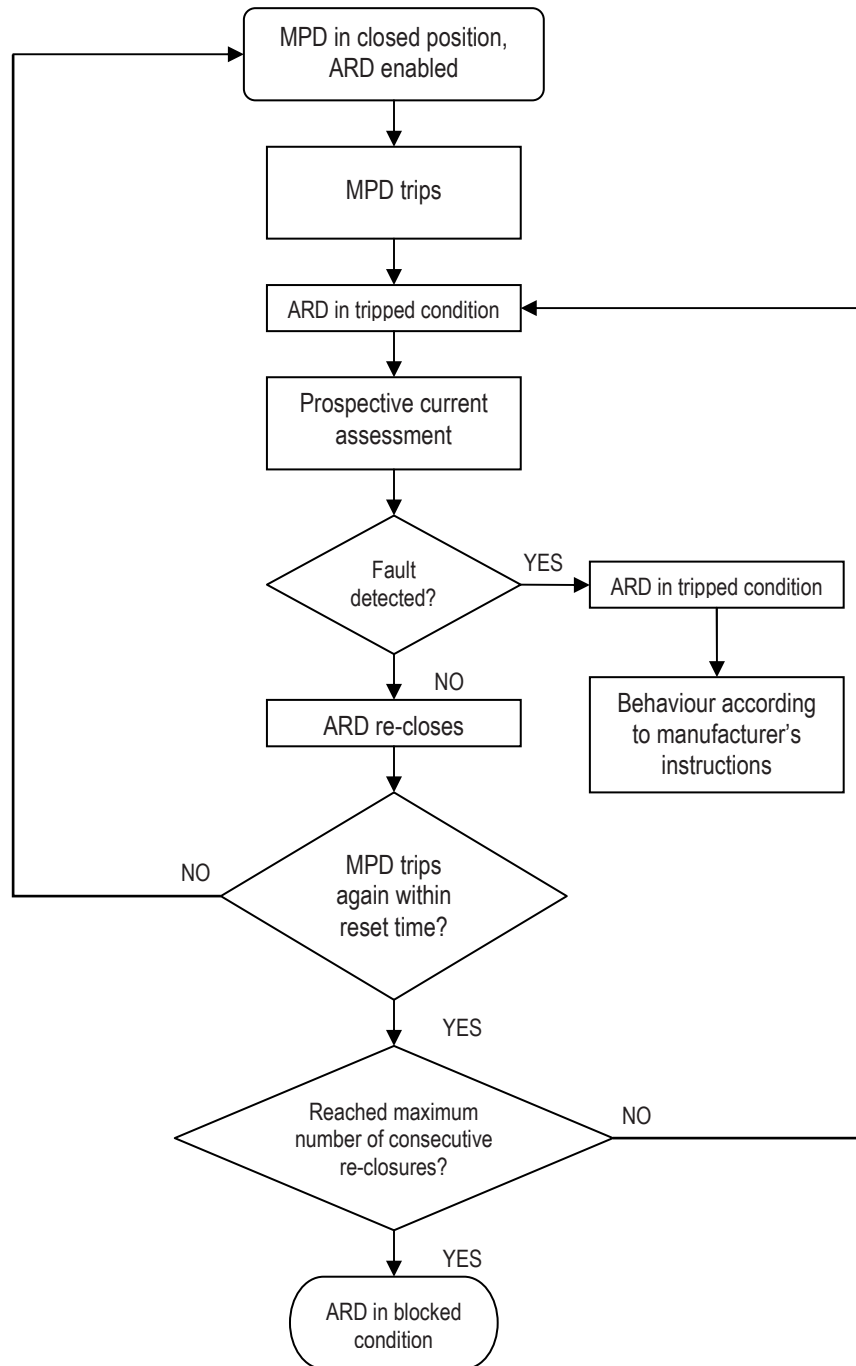 MPD in closed position,
ARD enabled
MPD trips
ARD in tripped condition
Prospective current
assessment
Fault
detected?
YES
ARD in tripped condition
NO
Behaviour according
to manufacturer's
instructions
ARD re-closes
MPD trips
again within
reset time?
NO
YES
Reached maximum
number of consecutive
re-closures?
NO
YES
ARD in blocked
condition